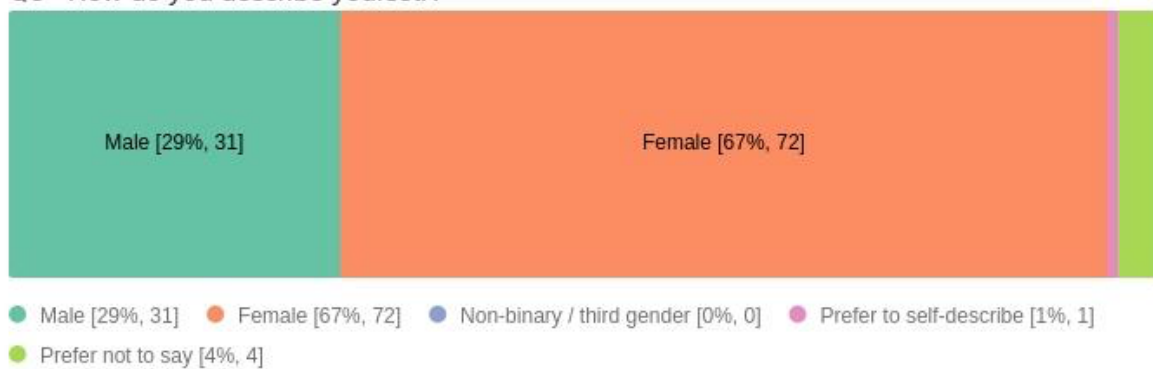 Male [29%, 31] Female [67%, 72]
Male [29%, 31] Female [67%, 72] Non-binary / third gender [0%, 0] Prefer to self-describe [1%, 1]
Prefer not to say [4%, 4]